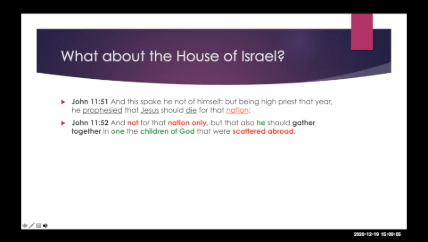 What about the House of Israel?
John 11:51 And this spake he not of himself: but being high priest that year,
he prophesied that Jesus should die for that nation;
John 11:52 And not for that nation only, but that also he should gather
together in one the children of God that were scattered abroad.
2020-12-19 15:05:05